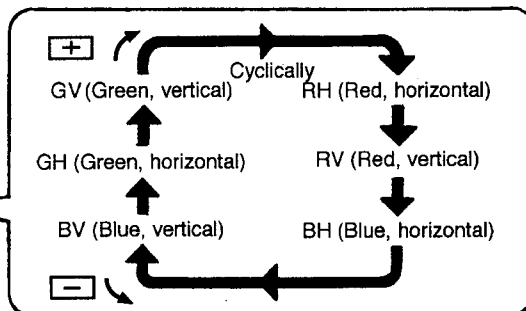 +
Cyclically
GV (Green, vertical) RH (Red, horizontal)
GH (Green, horizontal) RV (Red, vertical)
BV (Blue, vertical) BH (Blue, horizontal)
−